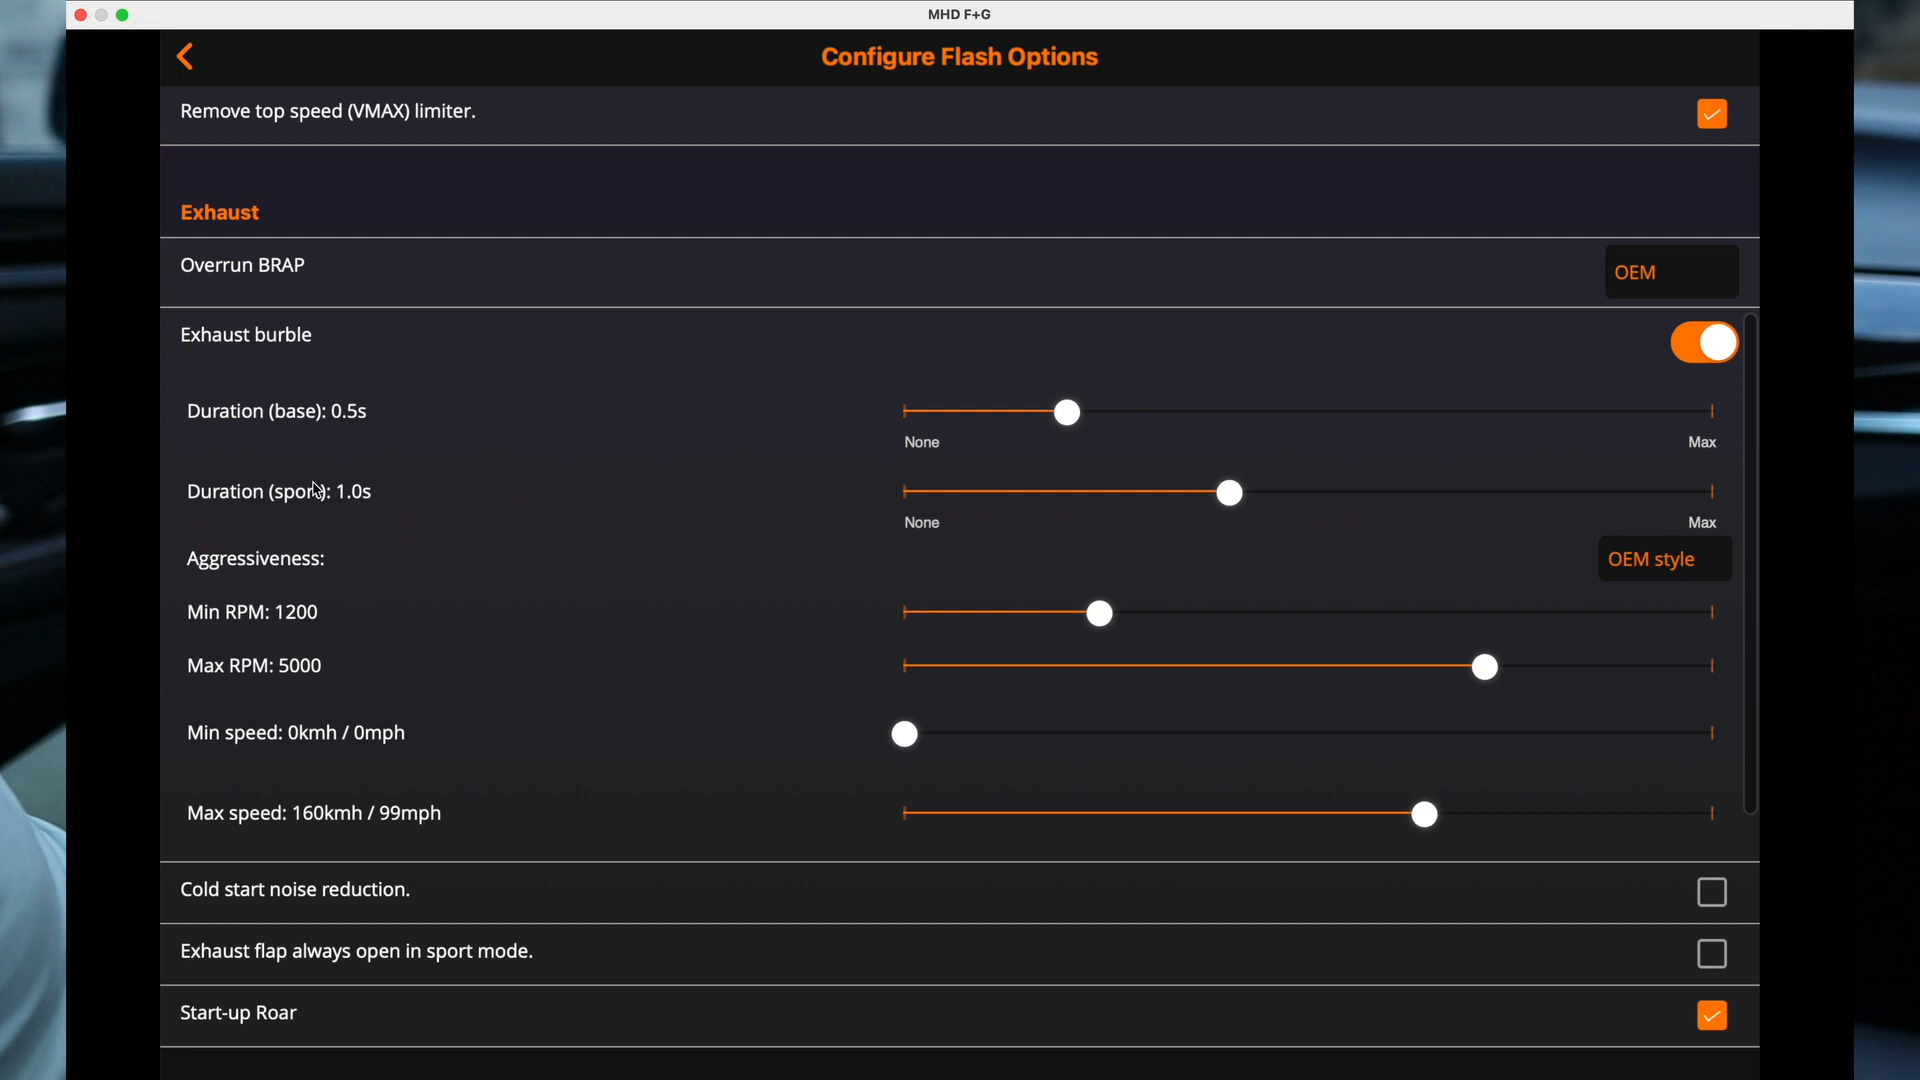 MHD F+G
Configure Flash Options
Remove top speed (VMAX) limiter.
Exhaust
Overrun BRAP
OEM
Exhaust burble
Duration (base): 0.5s
None
Max
Duration (sport): 1.0s
None
Max
Aggressiveness:
OEM style
Min RPM: 1200
Max RPM: 5000
Min speed: 0kmh / 0mph
Max speed: 160kmh / 99mph
Cold start noise reduction.
Exhaust flap always open in sport mode.
Start-up Roar